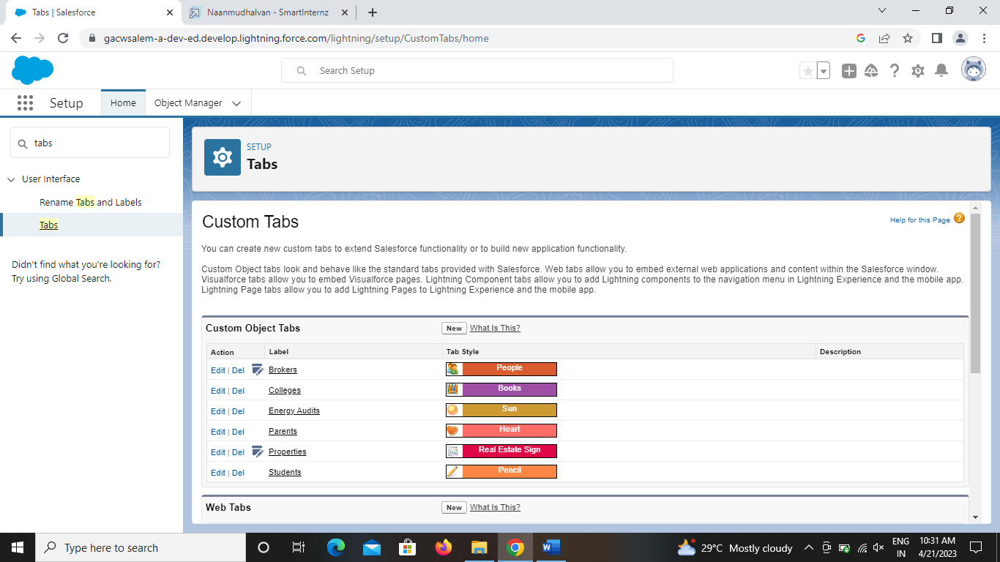 Tabs | Salesforce
Naanmudhalvan - SmartInternz
gacwsalem-a-dev-ed.develop.lightning.force.com/lightning/setup/CustomTabs/home
Search Setup
Setup
Home
Object Manager
tabs
User Interface
Rename Tabs and Labels
Tabs
Didn't find what you're looking for?
Try using Global Search.
SETUP
Tabs
Custom Tabs
Help for this Page
You can create new custom tabs to extend Salesforce functionality or to build new application functionality.
Custom Object tabs look and behave like the standard tabs provided with Salesforce. Web tabs allow you to embed external web applications and content within the Salesforce window.
Visualforce tabs allow you to embed Visualforce pages. Lightning Component tabs allow you to add Lightning components to the navigation menu in Lightning Experience and the mobile app.
Lightning Page tabs allow you to add Lightning Pages to Lightning Experience and the mobile app.
Custom Object Tabs New What Is This?
Action Label Tab Style Description
Edit | Del Brokers People
Edit | Del Colleges Books
Edit | Del Energy Audits Sun
Edit | Del Parents Heart
Edit | Del Properties Real Estate Sign
Edit | Del Students Pencil
Web Tabs New What Is This?
Type here to search
29°C Mostly cloudy
ENG
IN
10:31 AM
4/21/2023